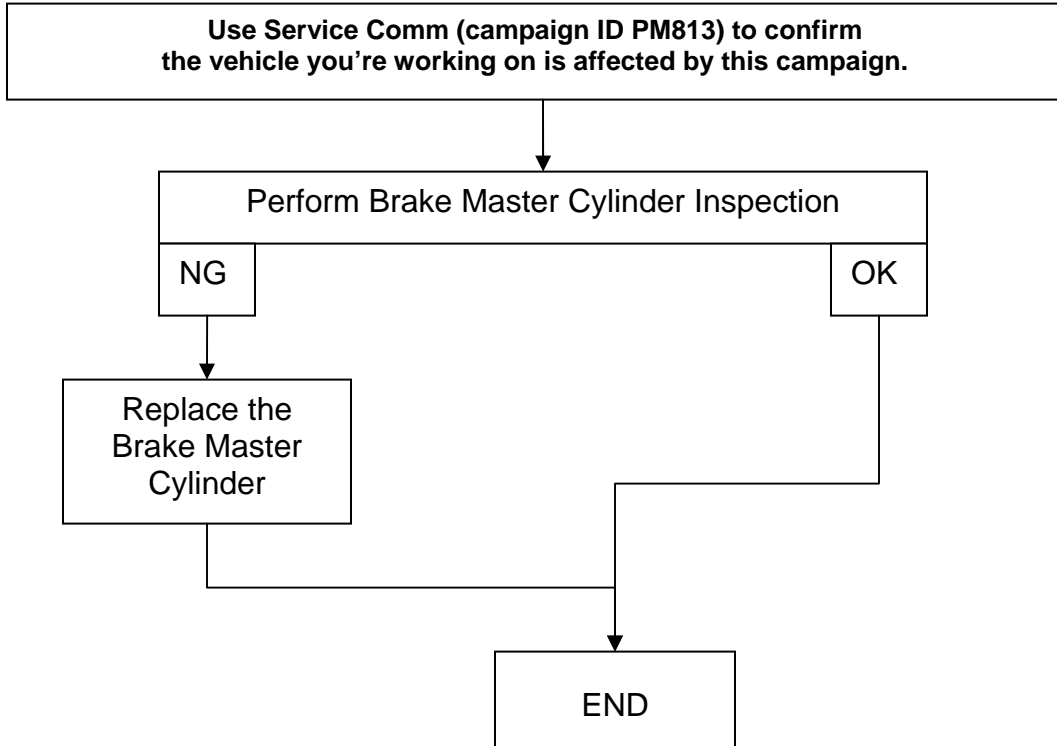 Use Service Comm (campaign ID PM813) to confirm
the vehicle you’re working on is affected by this campaign.
Perform Brake Master Cylinder Inspection
NG
OK
Replace the
Brake Master
Cylinder
END